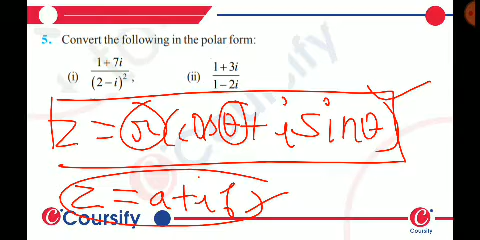 5. Convert the following in the polar form:
(i) 1+7i / (2−i)², (ii) 1+3i / 1−2i
z = r(cosθ + i sinθ)
z = a+ib
Coursify
Coursify